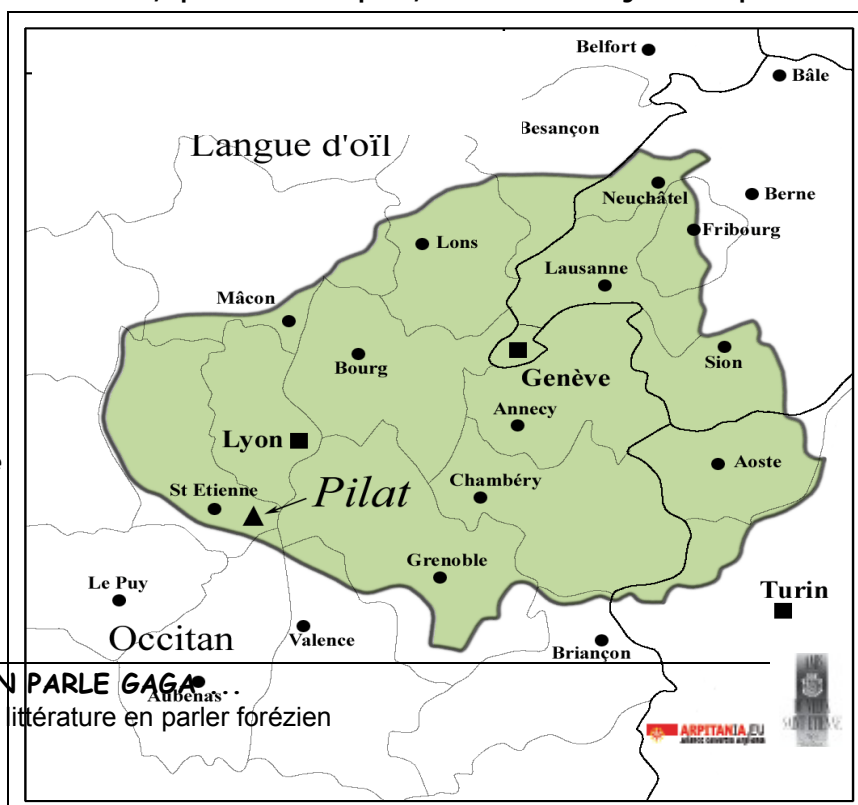 Belfort
Bâle
Besançon
Langue d'oïl
Neuchâtel
Berne
Fribourg
Lons
Lausanne
Mâcon
Bourg
Genève
Sion
Annecy
Lyon
Aoste
Chambéry
St Etienne
Pilat
Grenoble
Le Puy
Turin
Occitan
Valence
Briançon
N PARLE GAGA ...
Aubenas
littérature en parler forézien
ARPITANIA.EU